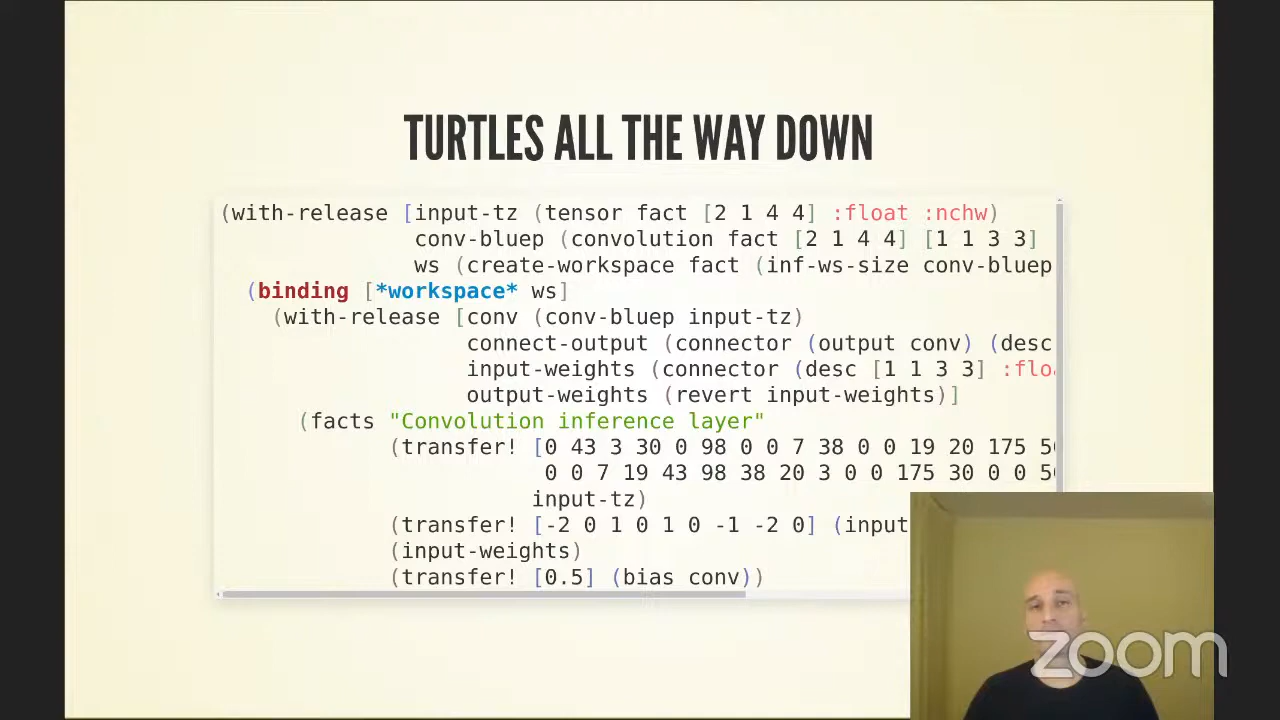 TURTLES ALL THE WAY DOWN
(with-release [input-tz (tensor fact [2 1 4 4] :float :nchw)
conv-bluep (convolution fact [2 1 4 4] [1 1 3 3]
ws (create-workspace fact (inf-ws-size conv-bluep
(binding [*workspace* ws]
(with-release [conv (conv-bluep input-tz)
connect-output (connector (output conv) (desc
input-weights (connector (desc [1 1 3 3] :floa
output-weights (revert input-weights)]
(facts "Convolution inference layer"
(transfer! [0 43 3 30 0 98 0 0 7 38 0 0 19 20 175 50
0 0 7 19 43 98 38 20 3 0 0 175 30 0 0 50
input-tz)
(transfer! [-2 0 1 0 1 0 -1 -2 0] (input
(input-weights)
(transfer! [0.5] (bias conv))
zoom